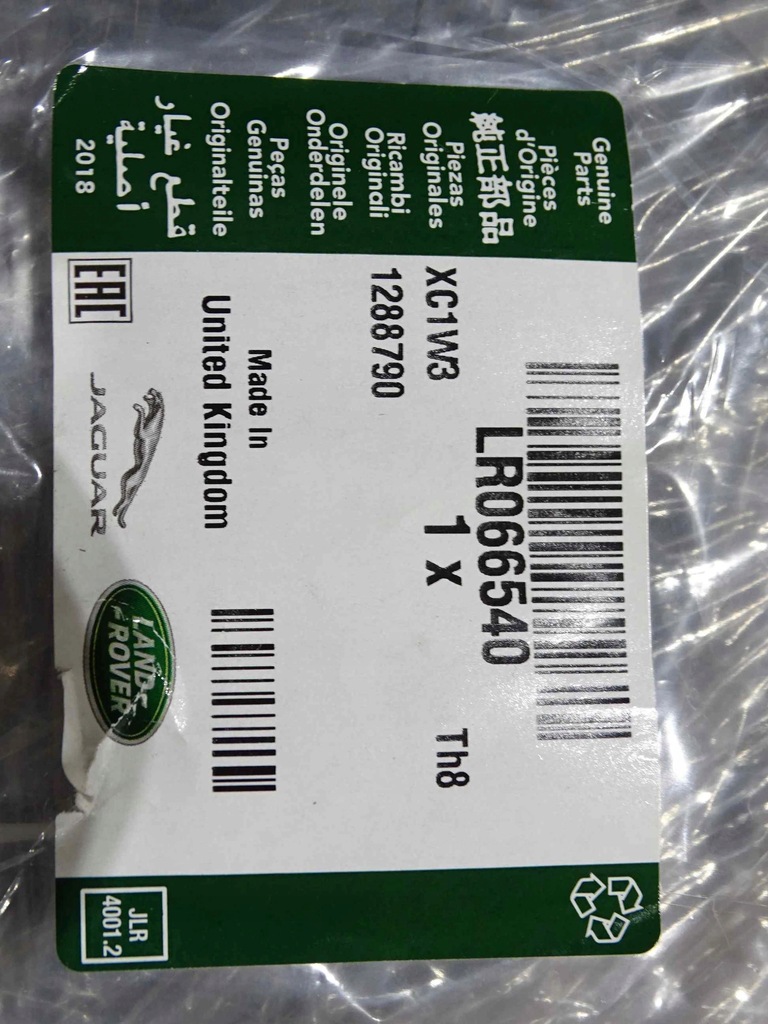 Genuine
Parts
Pièces
d'Origine
純正部品
Piezas
Originales
Ricambi
Originali
Originele
Onderdelen
Peças
Genuinas
Originalteile
قطع غيار
أصلية
2018
LR066540
XC1W3
1 X
Th8
1288790
Made In
United Kingdom
EAC
JAGUAR
LAND
ROVER
JLR
4001.2